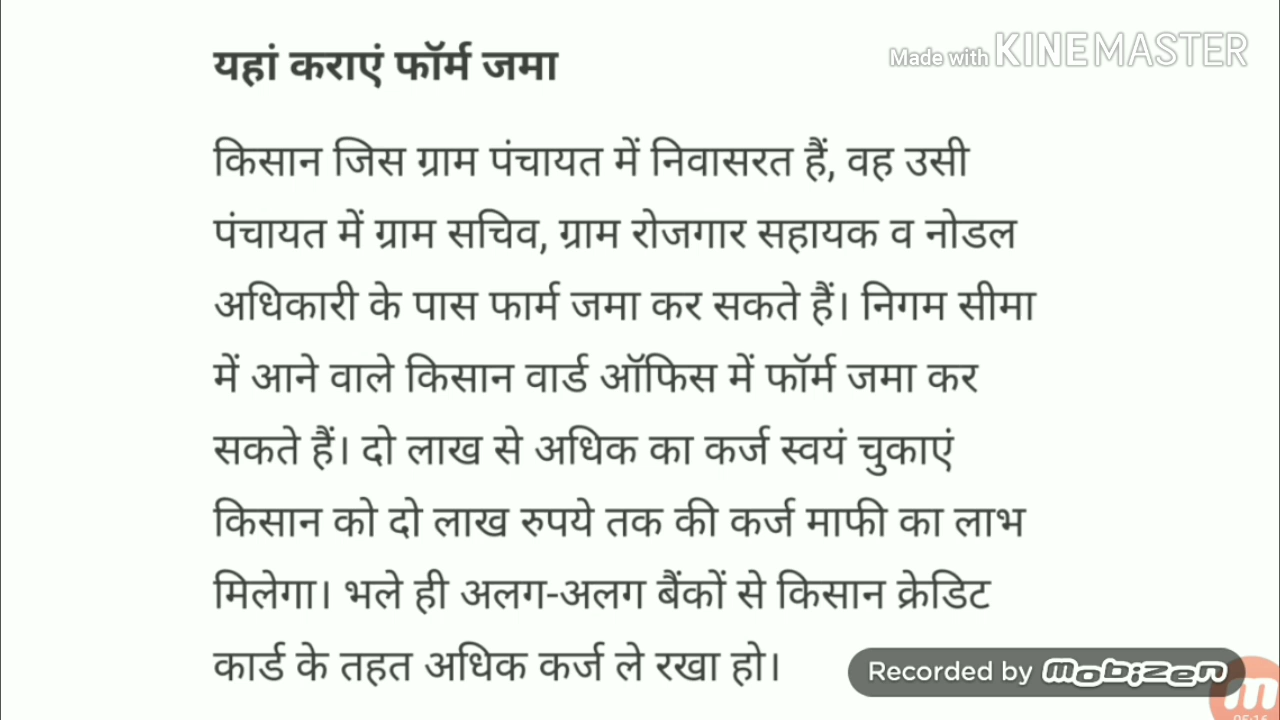 यहां कराएं फॉर्म जमा
Made with KINEMASTER
किसान जिस ग्राम पंचायत में निवासरत हैं, वह उसी
पंचायत में ग्राम सचिव, ग्राम रोजगार सहायक व नोडल
अधिकारी के पास फार्म जमा कर सकते हैं। निगम सीमा
में आने वाले किसान वार्ड ऑफिस में फॉर्म जमा कर
सकते हैं। दो लाख से अधिक का कर्ज स्वयं चुकाएं
किसान को दो लाख रुपये तक की कर्ज माफी का लाभ
मिलेगा। भले ही अलग-अलग बैंकों से किसान क्रेडिट
कार्ड के तहत अधिक कर्ज ले रखा हो।
Recorded by mobizen